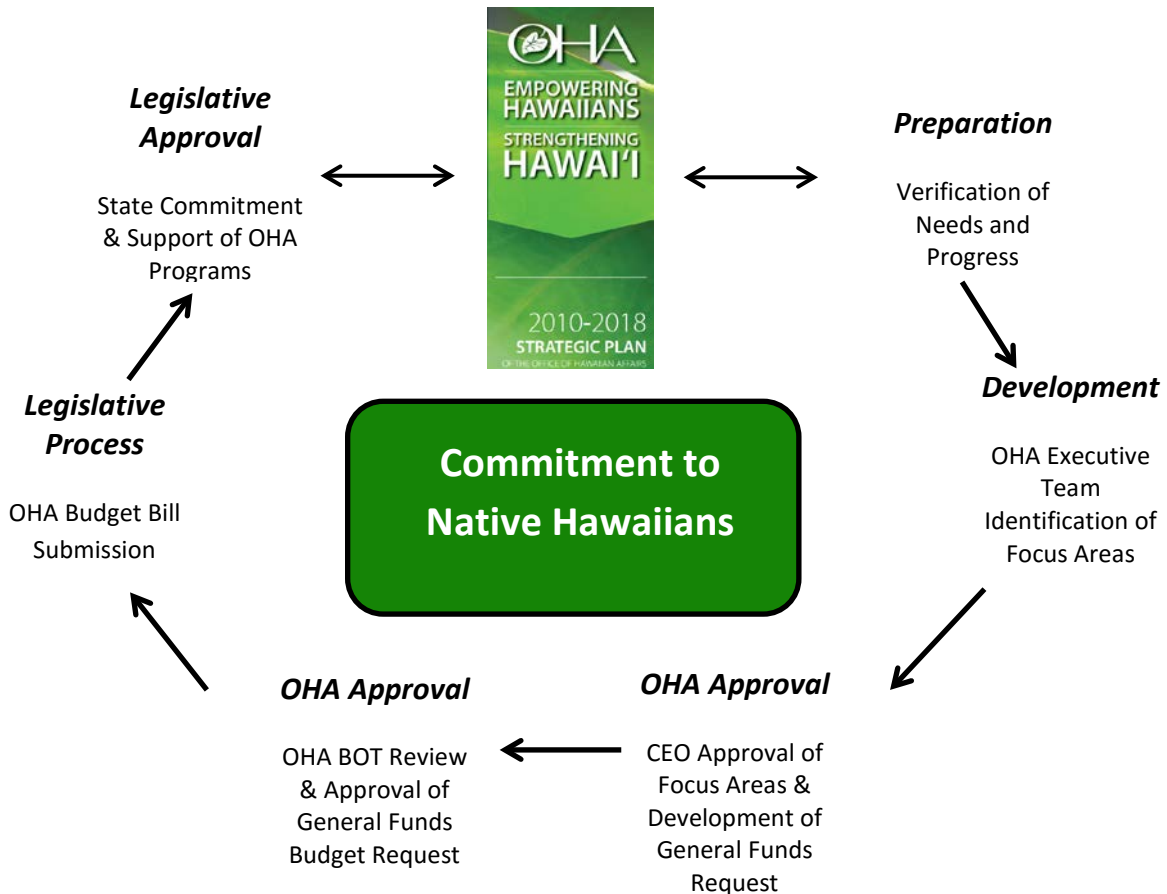 OHA
EMPOWERING
HAWAIIANS
STRENGTHENING
HAWAIʻI
2010-2018
STRATEGIC PLAN
OF THE OFFICE OF HAWAIIAN AFFAIRS
Legislative
Approval
State Commitment
& Support of OHA
Programs
Preparation
Verification of
Needs and
Progress
Development
OHA Executive
Team
Identification of
Focus Areas
Legislative
Process
OHA Budget Bill
Submission
Commitment to
Native Hawaiians
OHA Approval
OHA BOT Review
& Approval of
General Funds
Budget Request
OHA Approval
CEO Approval of
Focus Areas &
Development of
General Funds
Request